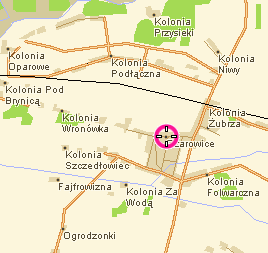 Kolonia
Przysieki
Kolonia
Oparowe
Kolonia
Podłączna
Kolonia
Niwy
Kolonia Pod
Brynicą
Kolonia
Wronówka
Kolonia
Zubrza
żarowice
Kolonia
Szczedłowiec
Fajfrowizna
Kolonia Za
Wodą
Kolonia
Folwarczna
Ogrodzonki